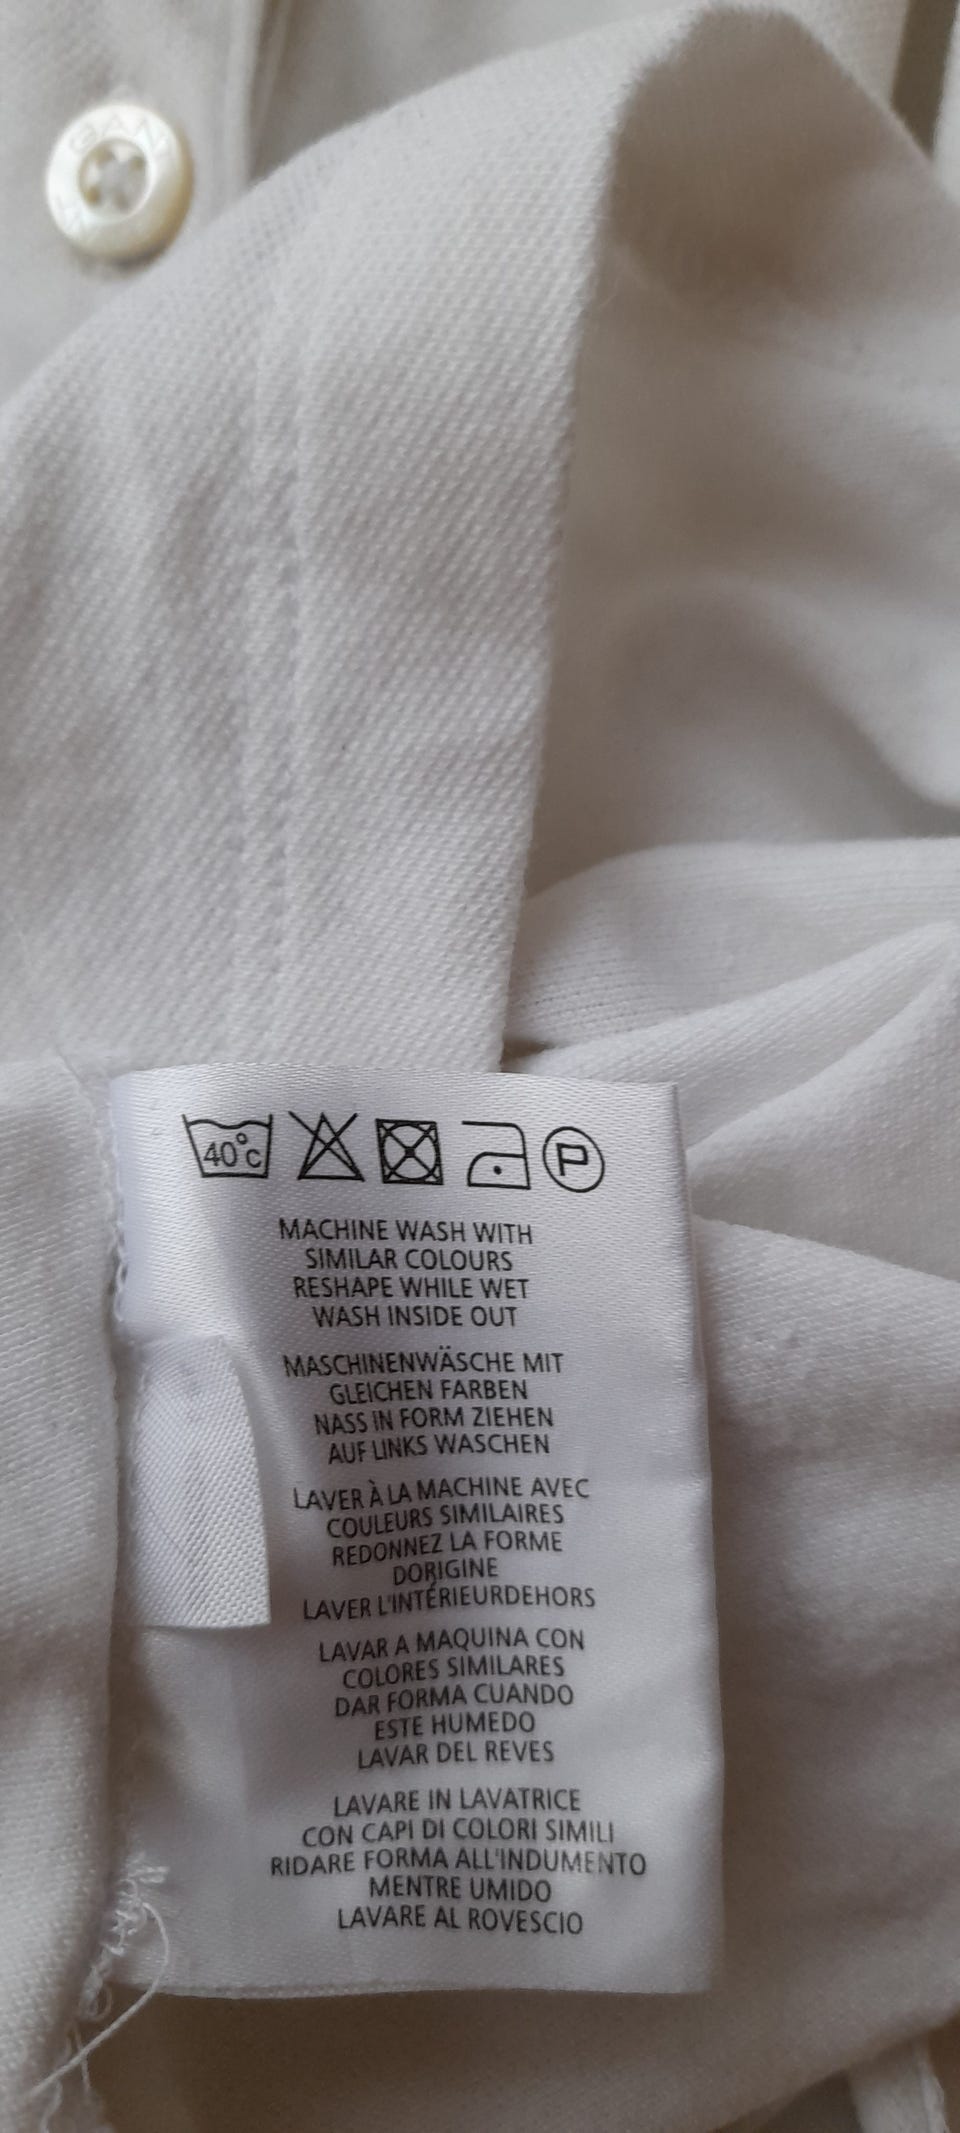 40°C
P
MACHINE WASH WITH
SIMILAR COLOURS
RESHAPE WHILE WET
WASH INSIDE OUT
MASCHINENWÄSCHE MIT
GLEICHEN FARBEN
NASS IN FORM ZIEHEN
AUF LINKS WASCHEN
LAVER À LA MACHINE AVEC
COULEURS SIMILAIRES
REDONNEZ LA FORME
DORIGINE
LAVER L'INTÉRIEURDEHORS
LAVAR A MAQUINA CON
COLORES SIMILARES
DAR FORMA CUANDO
ESTE HUMEDO
LAVAR DEL REVES
LAVARE IN LAVATRICE
CON CAPI DI COLORI SIMILI
RIDARE FORMA ALL'INDUMENTO
MENTRE UMIDO
LAVARE AL ROVESCIO